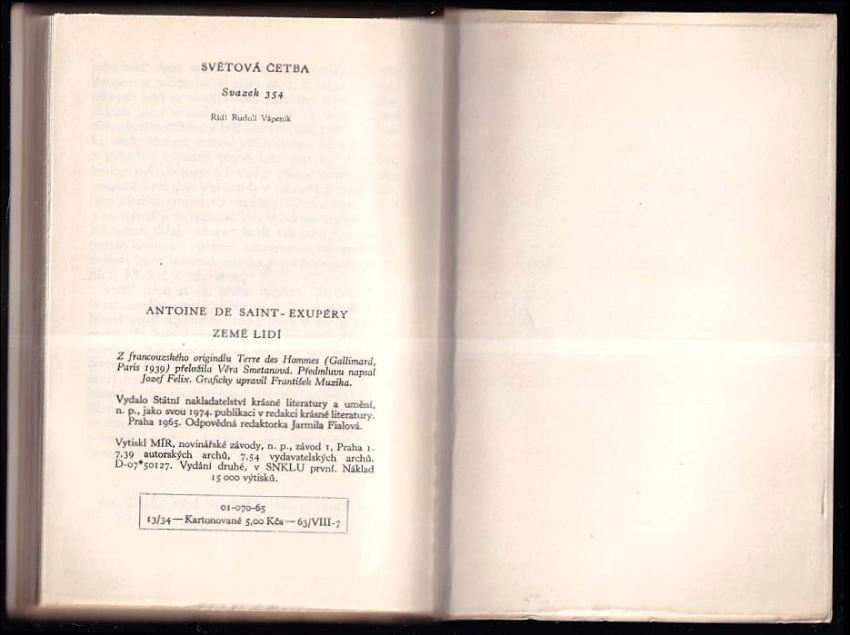 SVĚTOVÁ ČETBA
Svazek 354
Řídí Rudolf Vápeník
ANTOINE DE SAINT-EXUPÉRY
ZEMĚ LIDÍ
Z francouzského originálu Terre des Hommes (Gallimard,
Paris 1939) přeložila Věra Smetanová. Předmluvu napsal
Jozef Felix. Graficky upravil František Muzika.
Vydalo Státní nakladatelství krásné literatury a umění,
n. p., jako svou 1974. publikaci v redakci krásné literatury.
Praha 1965. Odpovědná redaktorka Jarmila Fialová.
Vytiskl MÍR, novinářské závody, n. p., závod 1, Praha 1.
7,39 autorských archů, 7,54 vydavatelských archů.
D-07*50127. Vydání druhé, v SNKLU první. Náklad
15 000 výtisků.
01-070-65
13/34—Kartonované 5,00 Kčs—63/VIII-7